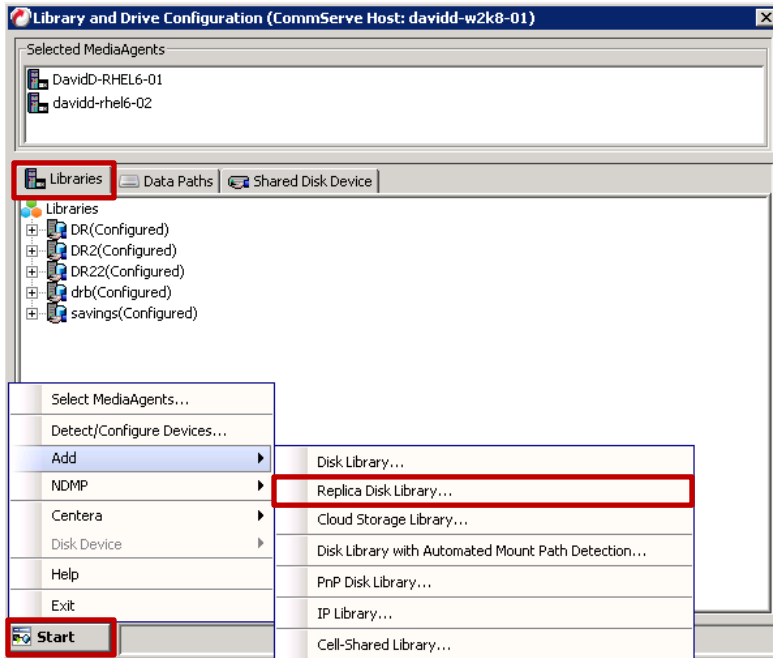 Library and Drive Configuration (CommServe Host: davidd-w2k8-01)
Selected MediaAgents
DavidD-RHEL6-01
davidd-rhel6-02
Libraries Data Paths Shared Disk Device
Libraries
DR(Configured)
DR2(Configured)
DR22(Configured)
drb(Configured)
savings(Configured)
Select MediaAgents...
Detect/Configure Devices...
Add
NDMP
Centera
Disk Device
Help
Exit
Disk Library...
Replica Disk Library...
Cloud Storage Library...
Disk Library with Automated Mount Path Detection...
PnP Disk Library...
IP Library...
Cell-Shared Library...
Start